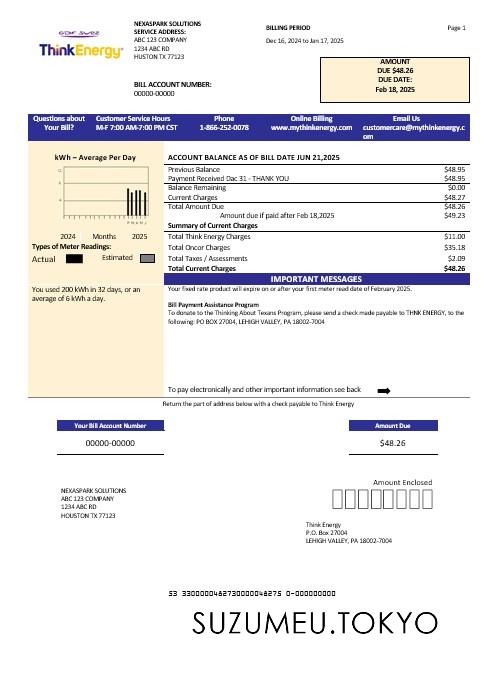 GDF SUEZ
ThinkEnergy
NEXASPARK SOLUTIONS
SERVICE ADDRESS:
ABC 123 COMPANY
1234 ABC RD
HUSTON TX 77123
BILL ACCOUNT NUMBER:
00000-00000
BILLING PERIOD
Dec 16, 2024 to Jan 17, 2025
Page 1
AMOUNT
DUE $48.26
DUE DATE:
Feb 18, 2025
Questions about Your Bill?
Customer Service Hours
M-F 7:00 AM-7:00 PM CST
Phone
1-866-252-0078
Online Billing
www.mythinkenergy.com
Email Us
customercare@mythinkenergy.c
om
kWh – Average Per Day
2024 Months 2025
Types of Meter Readings:
Actual Estimated
You used 200 kWh in 32 days, or an
average of 6 kWh a day.
ACCOUNT BALANCE AS OF BILL DATE JUN 21,2025
Previous Balance $48.95
Payment Received Dac 31 - THANK YOU $48.95
Balance Remaining $0.00
Current Charges $48.27
Total Amount Due $48.26
Amount due if paid after Feb 18,2025 $49.23
Summary of Current Charges
Total Think Energy Charges $11.00
Total Oncor Charges $35.18
Total Taxes / Assessments $2.09
Total Current Charges $48.26
IMPORTANT MESSAGES
Your fixed rate product will expire on or after your first meter read date of February 2025.
Bill Payment Assistance Program
To donate to the Thinking About Texans Program, please send a check made payable to THNK ENERGY, to the
following: PO BOX 27004, LEHIGH VALLEY, PA 18002-7004
To pay electronically and other important information see back
Return the part of address below with a check payable to Think Energy
Your Bill Account Number
00000-00000
Amount Due
$48.26
NEXASPARK SOLUTIONS
ABC 123 COMPANY
1234 ABC RD
HOUSTON TX 77123
Amount Enclosed
Think Energy
P.O. Box 27004
LEHIGH VALLEY, PA 18002-7004
SUZUMEU.TOKYO